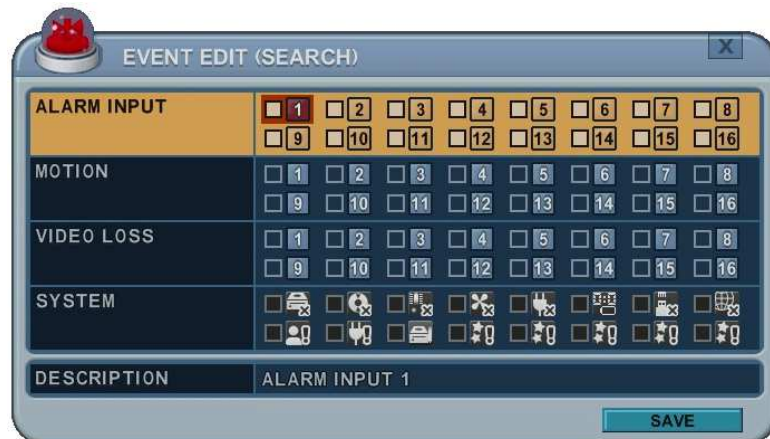 EVENT EDIT (SEARCH)
X
ALARM INPUT 1 2 3 4 5 6 7 8
9 10 11 12 13 14 15 16
MOTION 1 2 3 4 5 6 7 8
9 10 11 12 13 14 15 16
VIDEO LOSS 1 2 3 4 5 6 7 8
9 10 11 12 13 14 15 16
SYSTEM
DESCRIPTION ALARM INPUT 1
SAVE